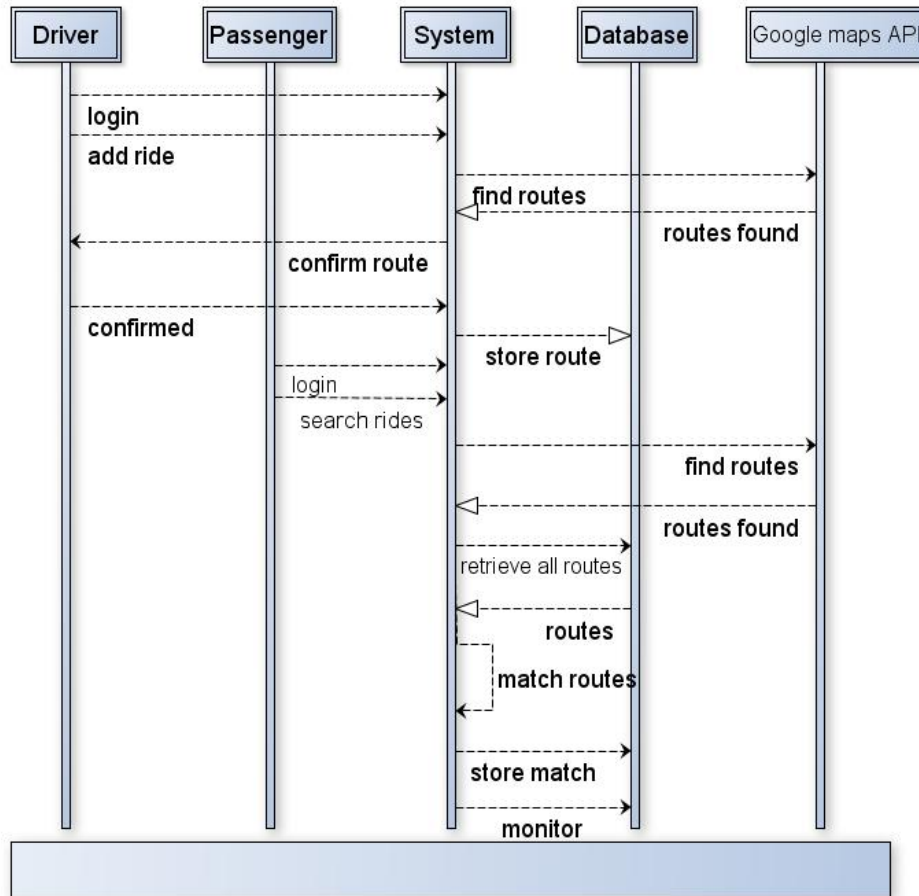 Driver
Passenger
System
Database
Google maps API
login
add ride
find routes
routes found
confirm route
confirmed
store route
login
search rides
find routes
routes found
retrieve all routes
routes
match routes
store match
monitor